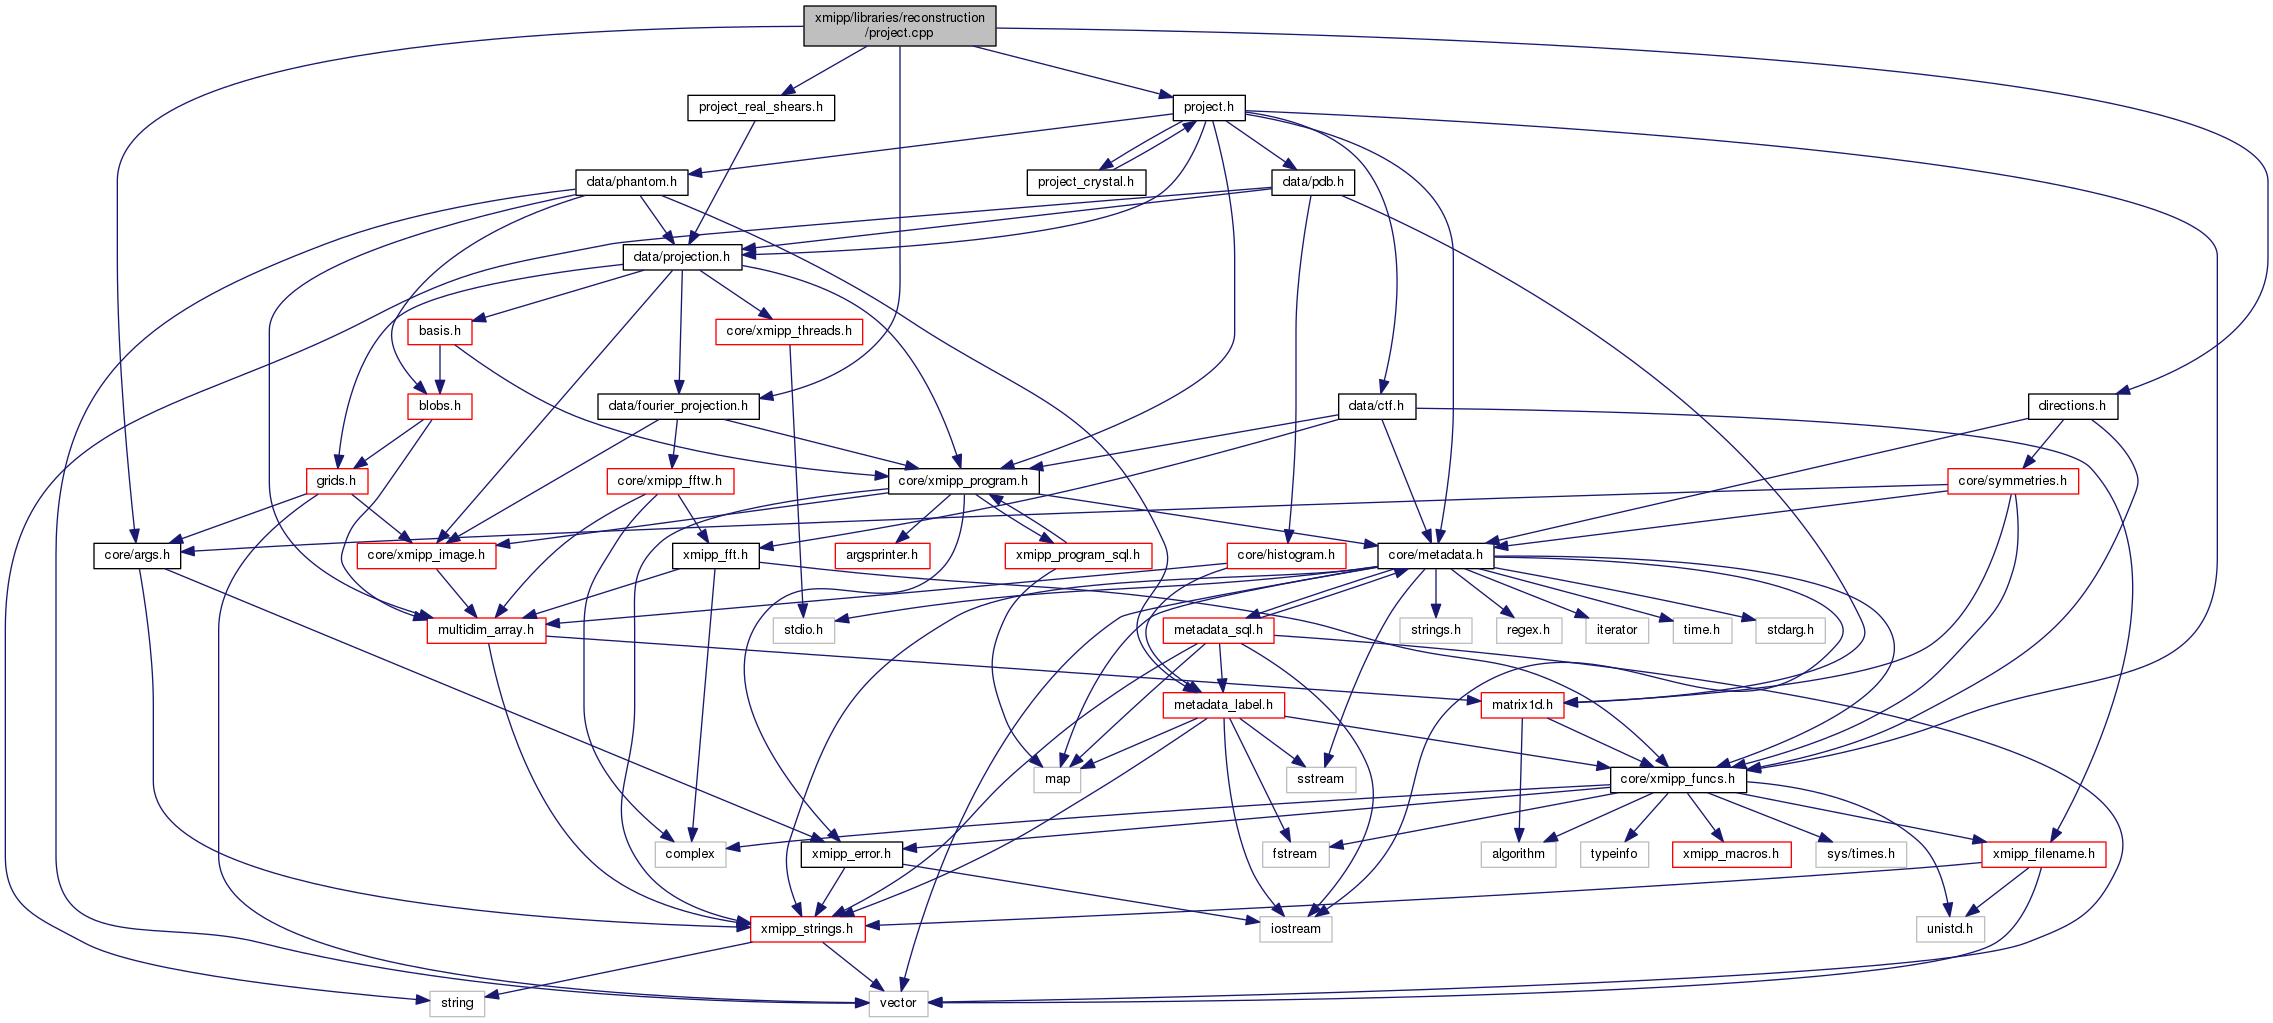 xmipp/libraries/reconstruction
/project.cpp
project_real_shears.h
project.h
data/phantom.h
project_crystal.h
data/pdb.h
data/projection.h
basis.h
core/xmipp_threads.h
blobs.h
data/fourier_projection.h
data/ctf.h
directions.h
grids.h
core/xmipp_fftw.h
core/xmipp_program.h
core/symmetries.h
core/args.h
core/xmipp_image.h
xmipp_fft.h
argsprinter.h
xmipp_program_sql.h
core/histogram.h
core/metadata.h
multidim_array.h
stdio.h
metadata_sql.h
strings.h
regex.h
iterator
time.h
stdarg.h
metadata_label.h
matrix1d.h
map
sstream
core/xmipp_funcs.h
complex
xmipp_error.h
fstream
algorithm
typeinfo
xmipp_macros.h
sys/times.h
xmipp_filename.h
xmipp_strings.h
iostream
unistd.h
string
vector